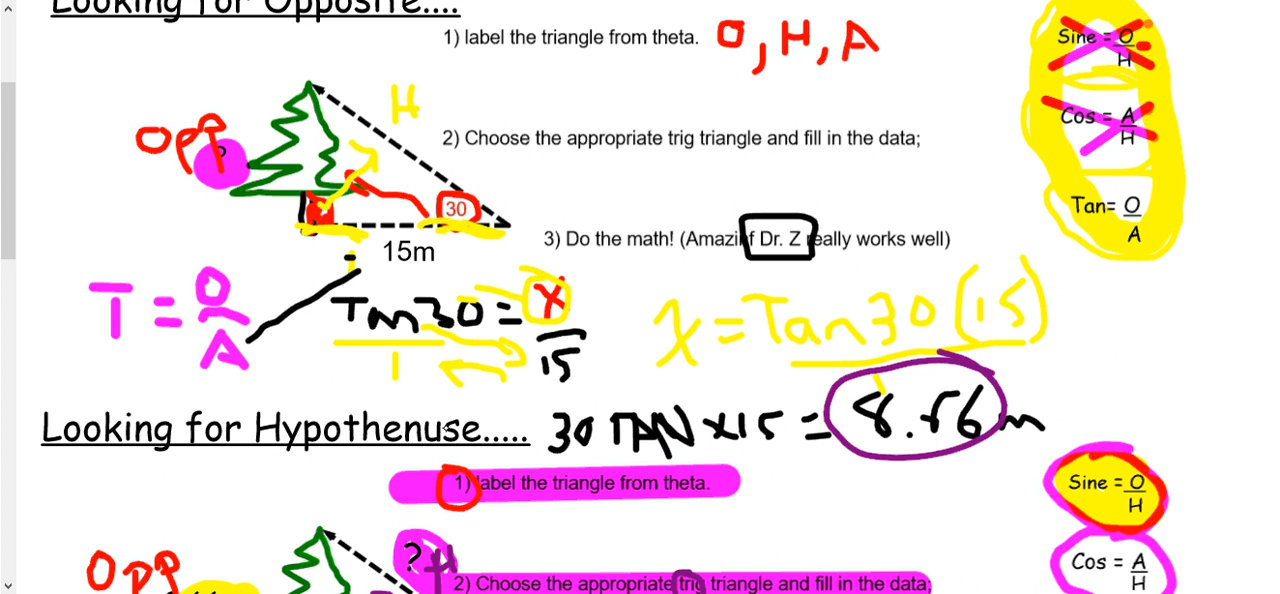 Looking for Opposite....
1) label the triangle from theta. O, H, A
Sine = O
H
H
opp
?
2) Choose the appropriate trig triangle and fill in the data;
Cos = A
H
30
Tan= O
A
3) Do the math! (Amazi f Dr. Z really works well)
15m
T = O
A
Tan30 = x
1 15
x = Tan30 (15)
Looking for Hypothenuse.....
30 TAN x15 = 8.56m
1) label the triangle from theta.
Sine = O
H
OPP
? H
2) Choose the appropriate trig triangle and fill in the data;
Cos = A
H